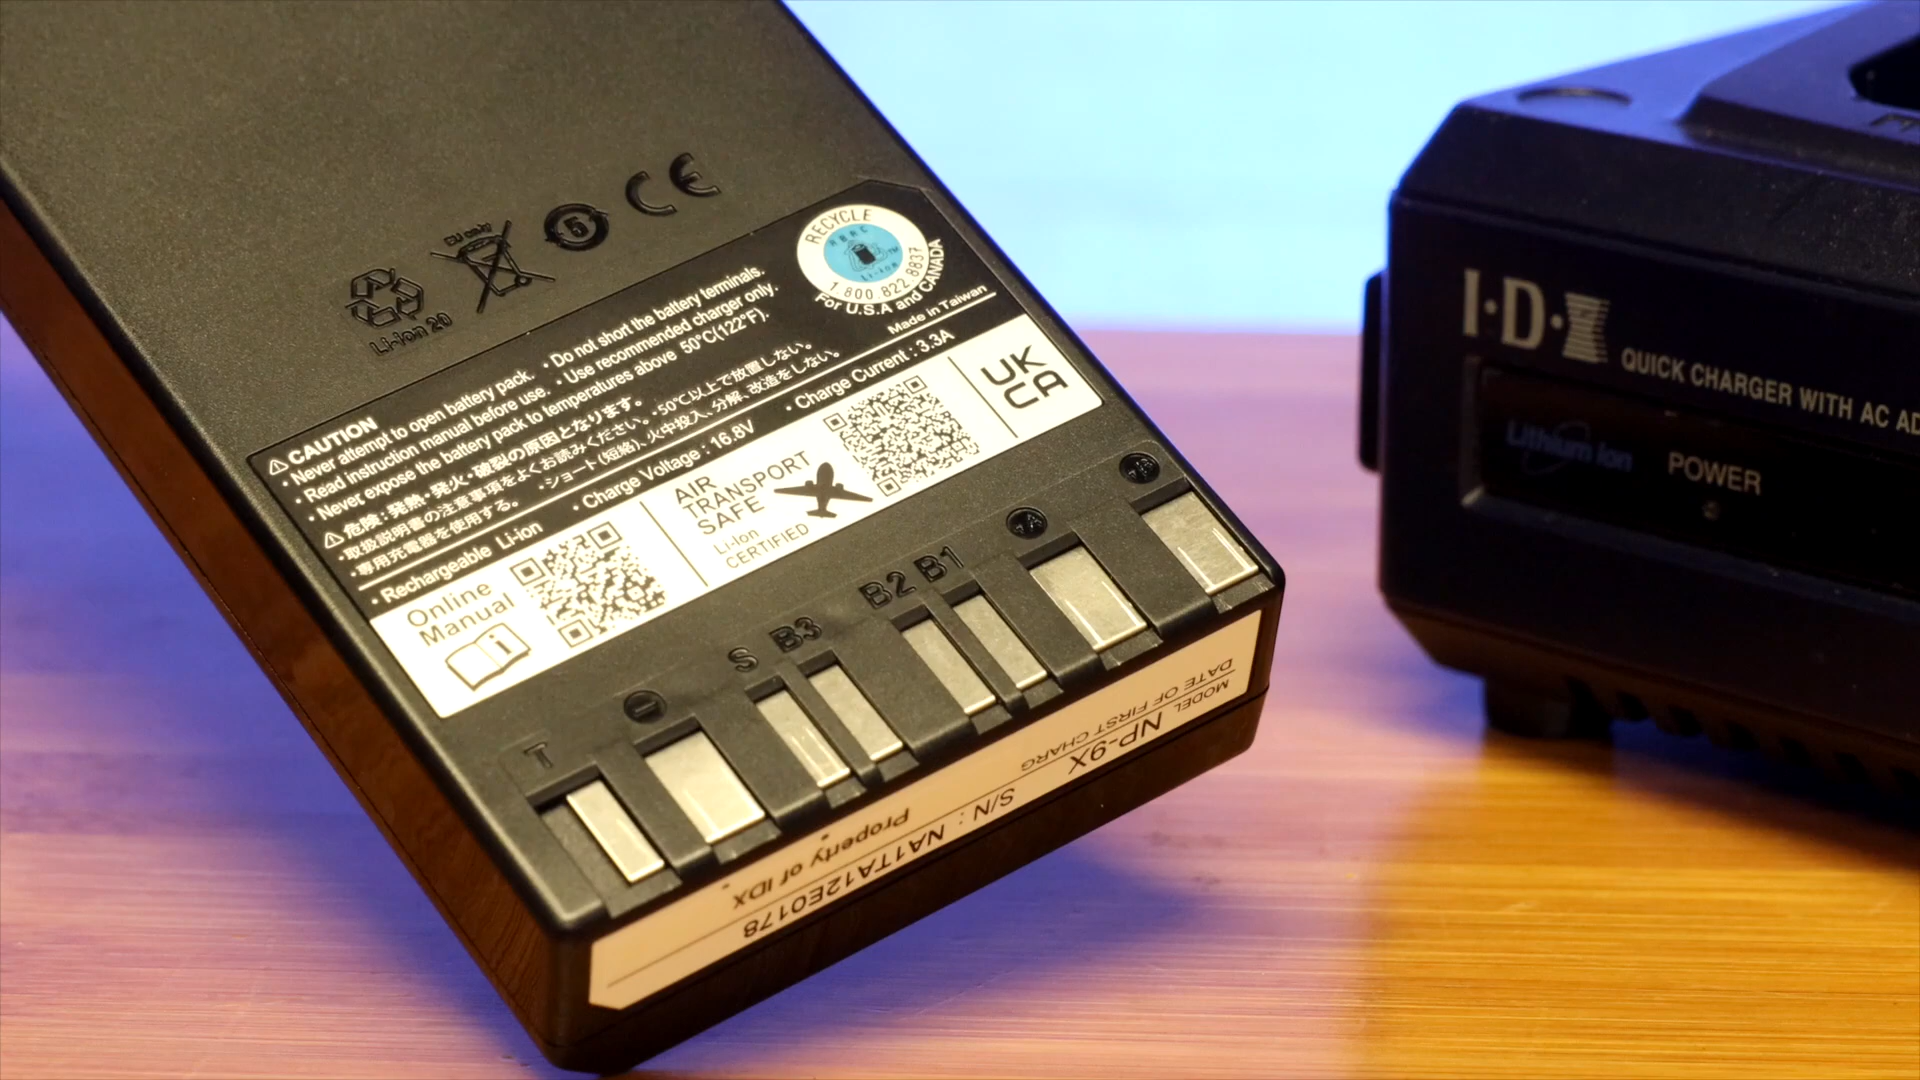 CE
5
EU only
Li-ion 20
RECYCLE
RBRC
Li-ion
TM
1.800.822.8837
For U.S.A and CANADA
Made in Taiwan
⚠CAUTION
・Never attempt to open battery pack. ・Do not short the battery terminals.
・Read instruction manual before use. ・Use recommended charger only.
・Never expose the battery pack to temperatures above 50°C(122°F).
⚠危険：発熱・発火・破裂の原因となります。
・取扱説明書の注意事項をよくお読みください。・50℃以上で放置しない。
・専用充電器を使用する。 ・ショート(短絡)、火中投入、分解、改造をしない。
・Rechargeable Li-ion ・Charge Voltage : 16.8V ・Charge Current : 3.3A
Online
Manual
i
AIR
TRANSPORT
SAFE
Li-Ion
CERTIFIED
UK
CA
T
−
S
B3
B2
B1
MODEL NP-9X S/N : NA1TA12E0178
DATE OF FIRST CHARG
Property of IDX
I·D·X
QUICK CHARGER WITH AC AD
Lithium Ion
POWER